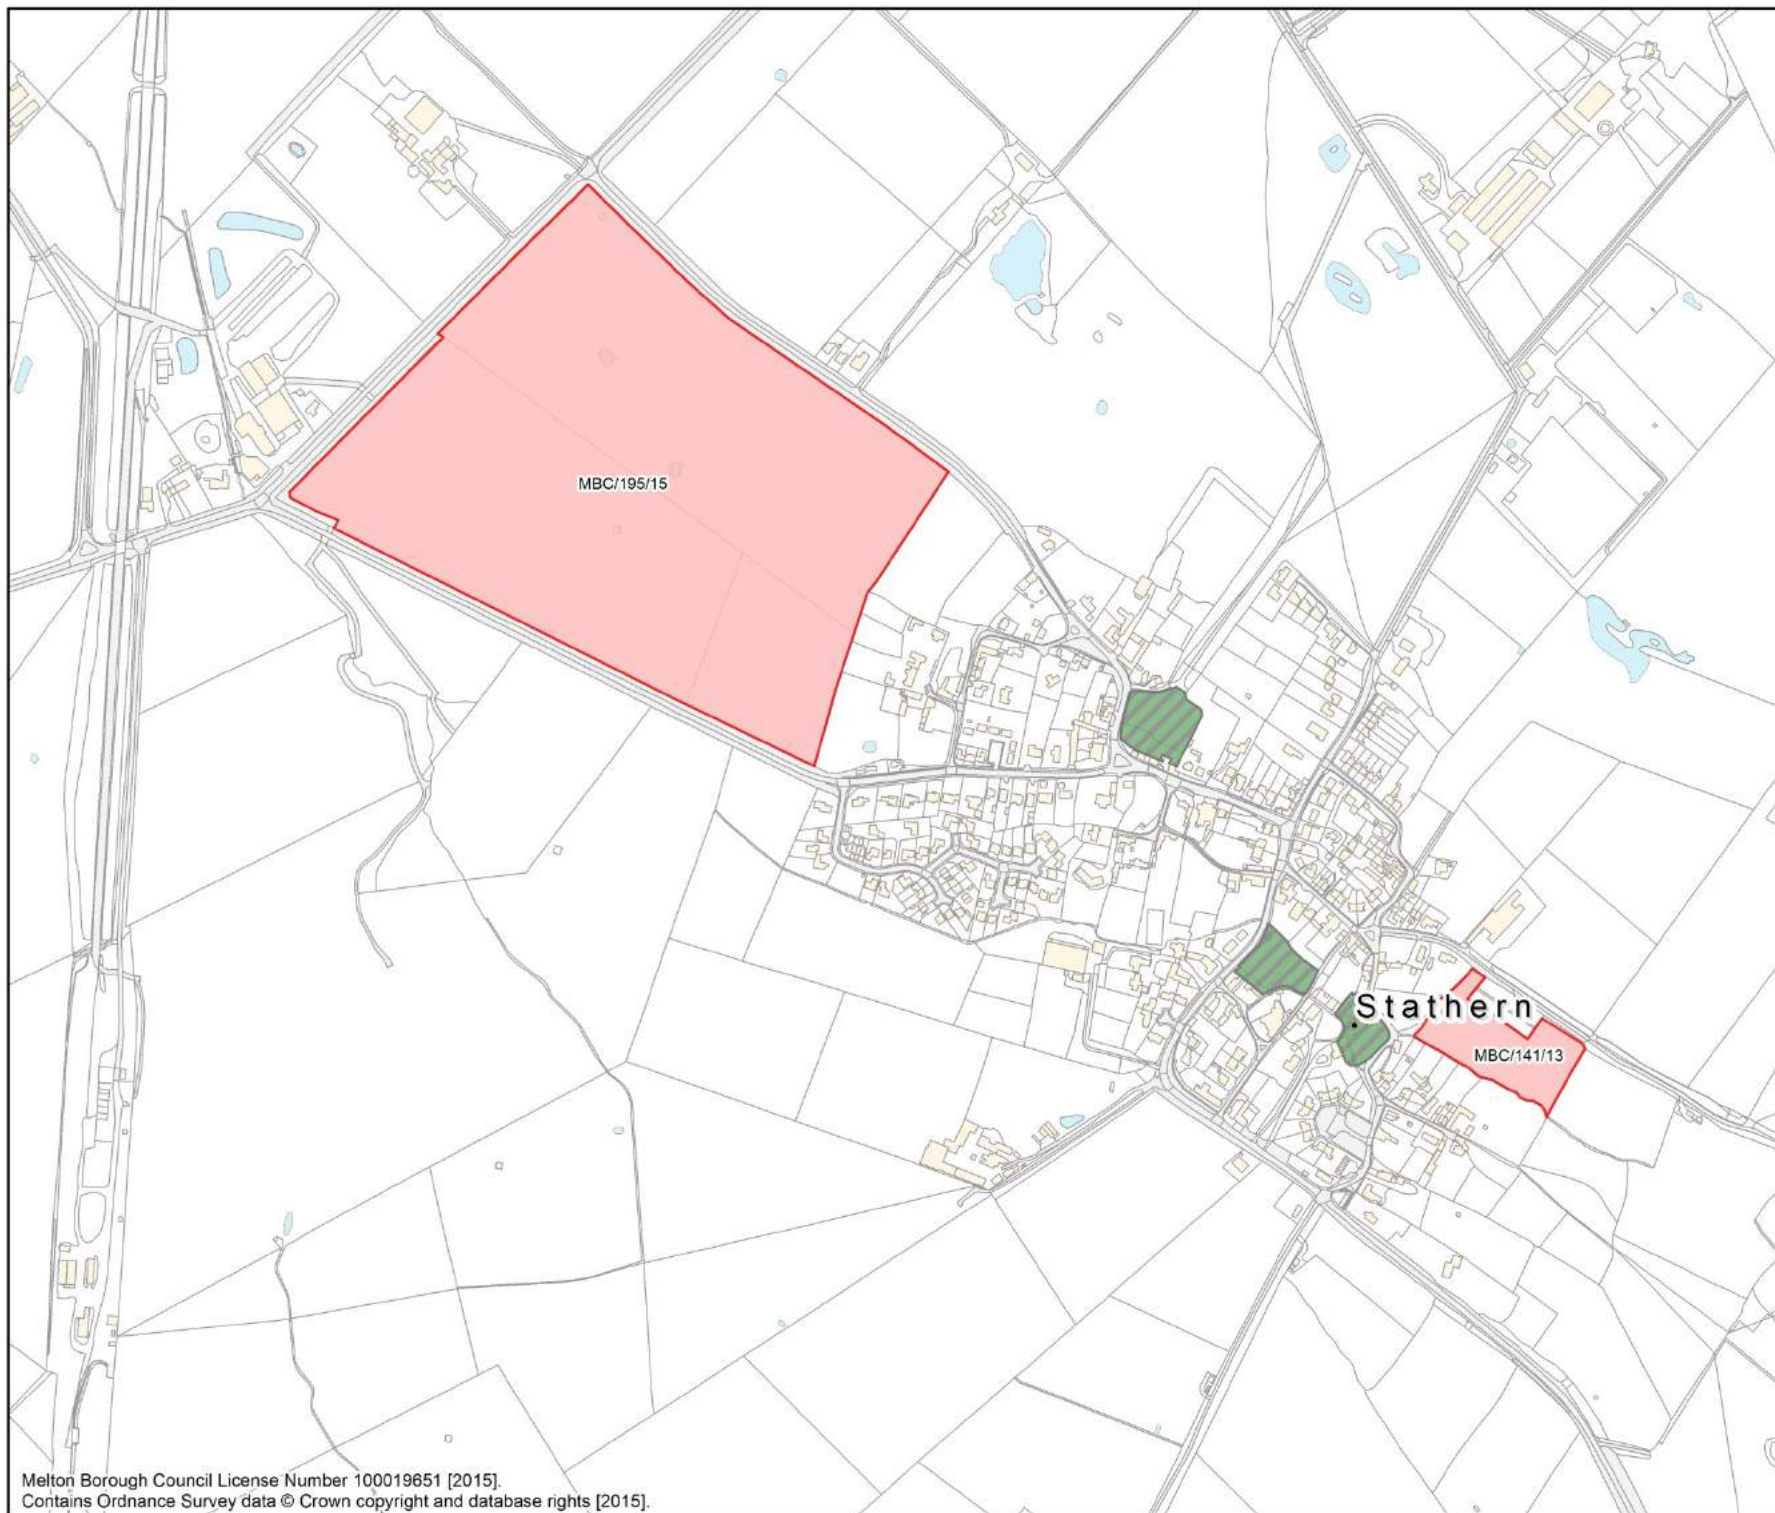 MBC/195/15
Stathern
MBC/141/13
Melton Borough Council License Number 100019651 [2015].
Contains Ordnance Survey data © Crown copyright and database rights [2015].